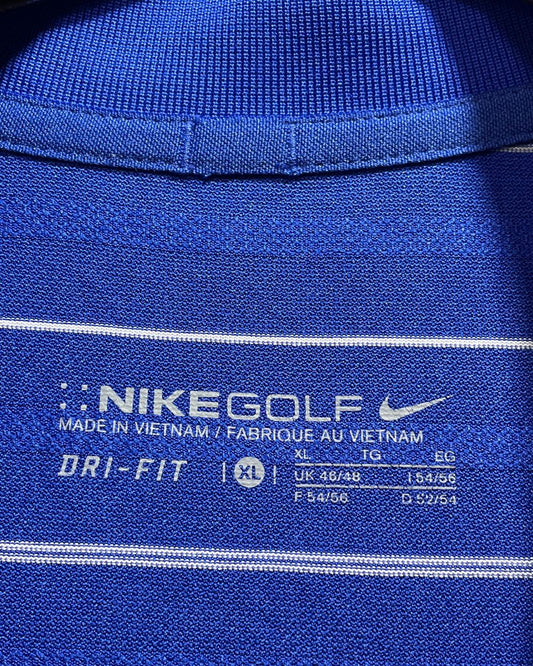 NIKEGOLF
MADE IN VIETNAM / FABRIQUE AU VIETNAM
DRI-FIT | XL |
XL TG EG
UK 46/48 I 54/56
F 54/56 D 52/54